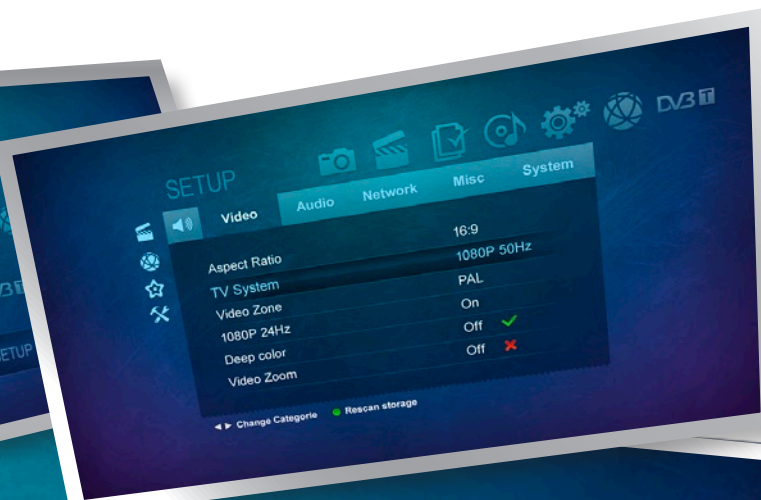 DVB T
SETUP
Video Audio Network Misc System
Aspect Ratio 16:9
TV System 1080P 50Hz
Video Zone PAL
1080P 24Hz On
Deep color Off
Video Zoom Off
Change Categorie Rescan storage
SETUP